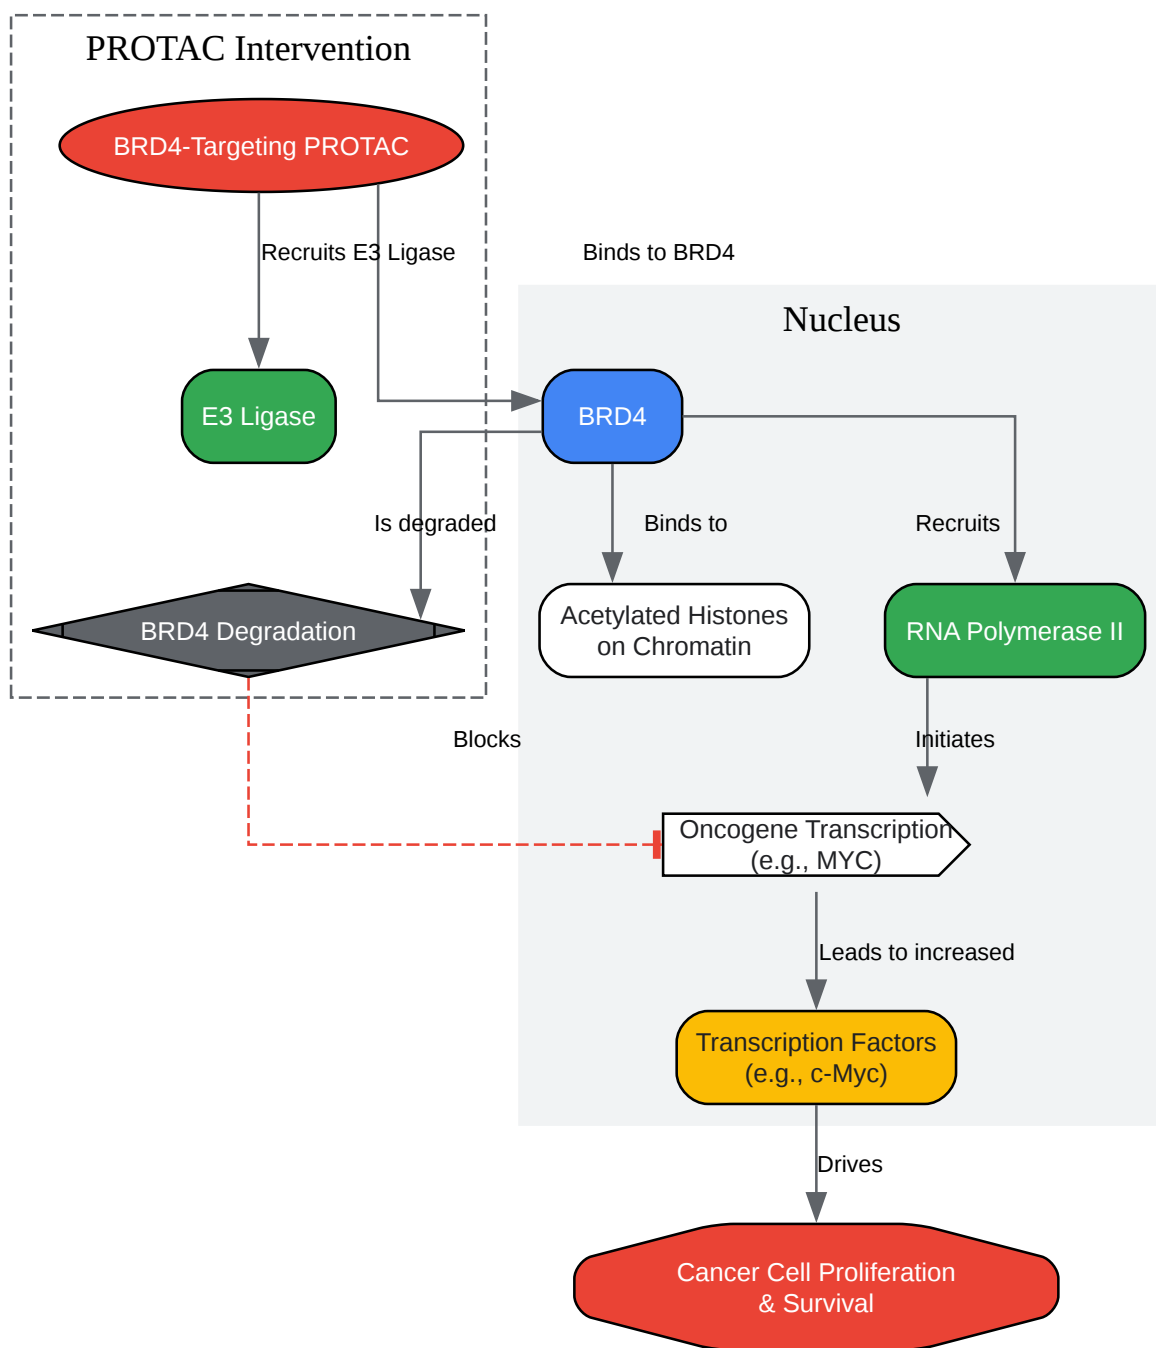 PROTAC Intervention
BRD4-Targeting PROTAC
Recruits E3 Ligase
Binds to BRD4
Nucleus
E3 Ligase
BRD4
Is degraded
Binds to
Recruits
BRD4 Degradation
Acetylated Histones
on Chromatin
RNA Polymerase II
Blocks
Initiates
Oncogene Transcription
(e.g., MYC)
Leads to increased
Transcription Factors
(e.g., c-Myc)
Drives
Cancer Cell Proliferation
& Survival